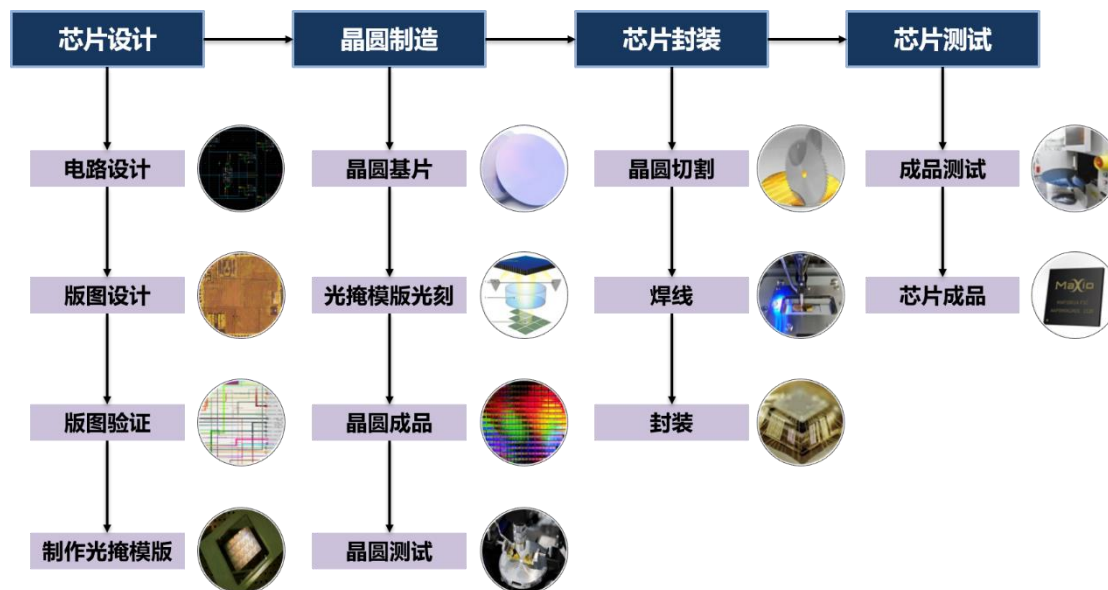 芯片设计
晶圆制造
芯片封装
芯片测试
电路设计
晶圆基片
晶圆切割
成品测试
版图设计
光掩模版光刻
焊线
芯片成品
MaXio
版图验证
晶圆成品
封装
制作光掩模版
晶圆测试